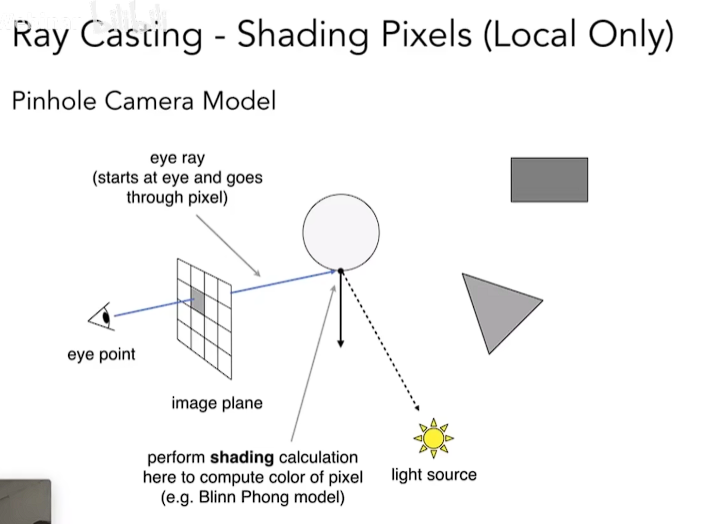 Ray Casting - Shading Pixels (Local Only)
Pinhole Camera Model
eye ray
(starts at eye and goes
through pixel)
eye point
image plane
perform shading calculation
here to compute color of pixel
(e.g. Blinn Phong model)
light source